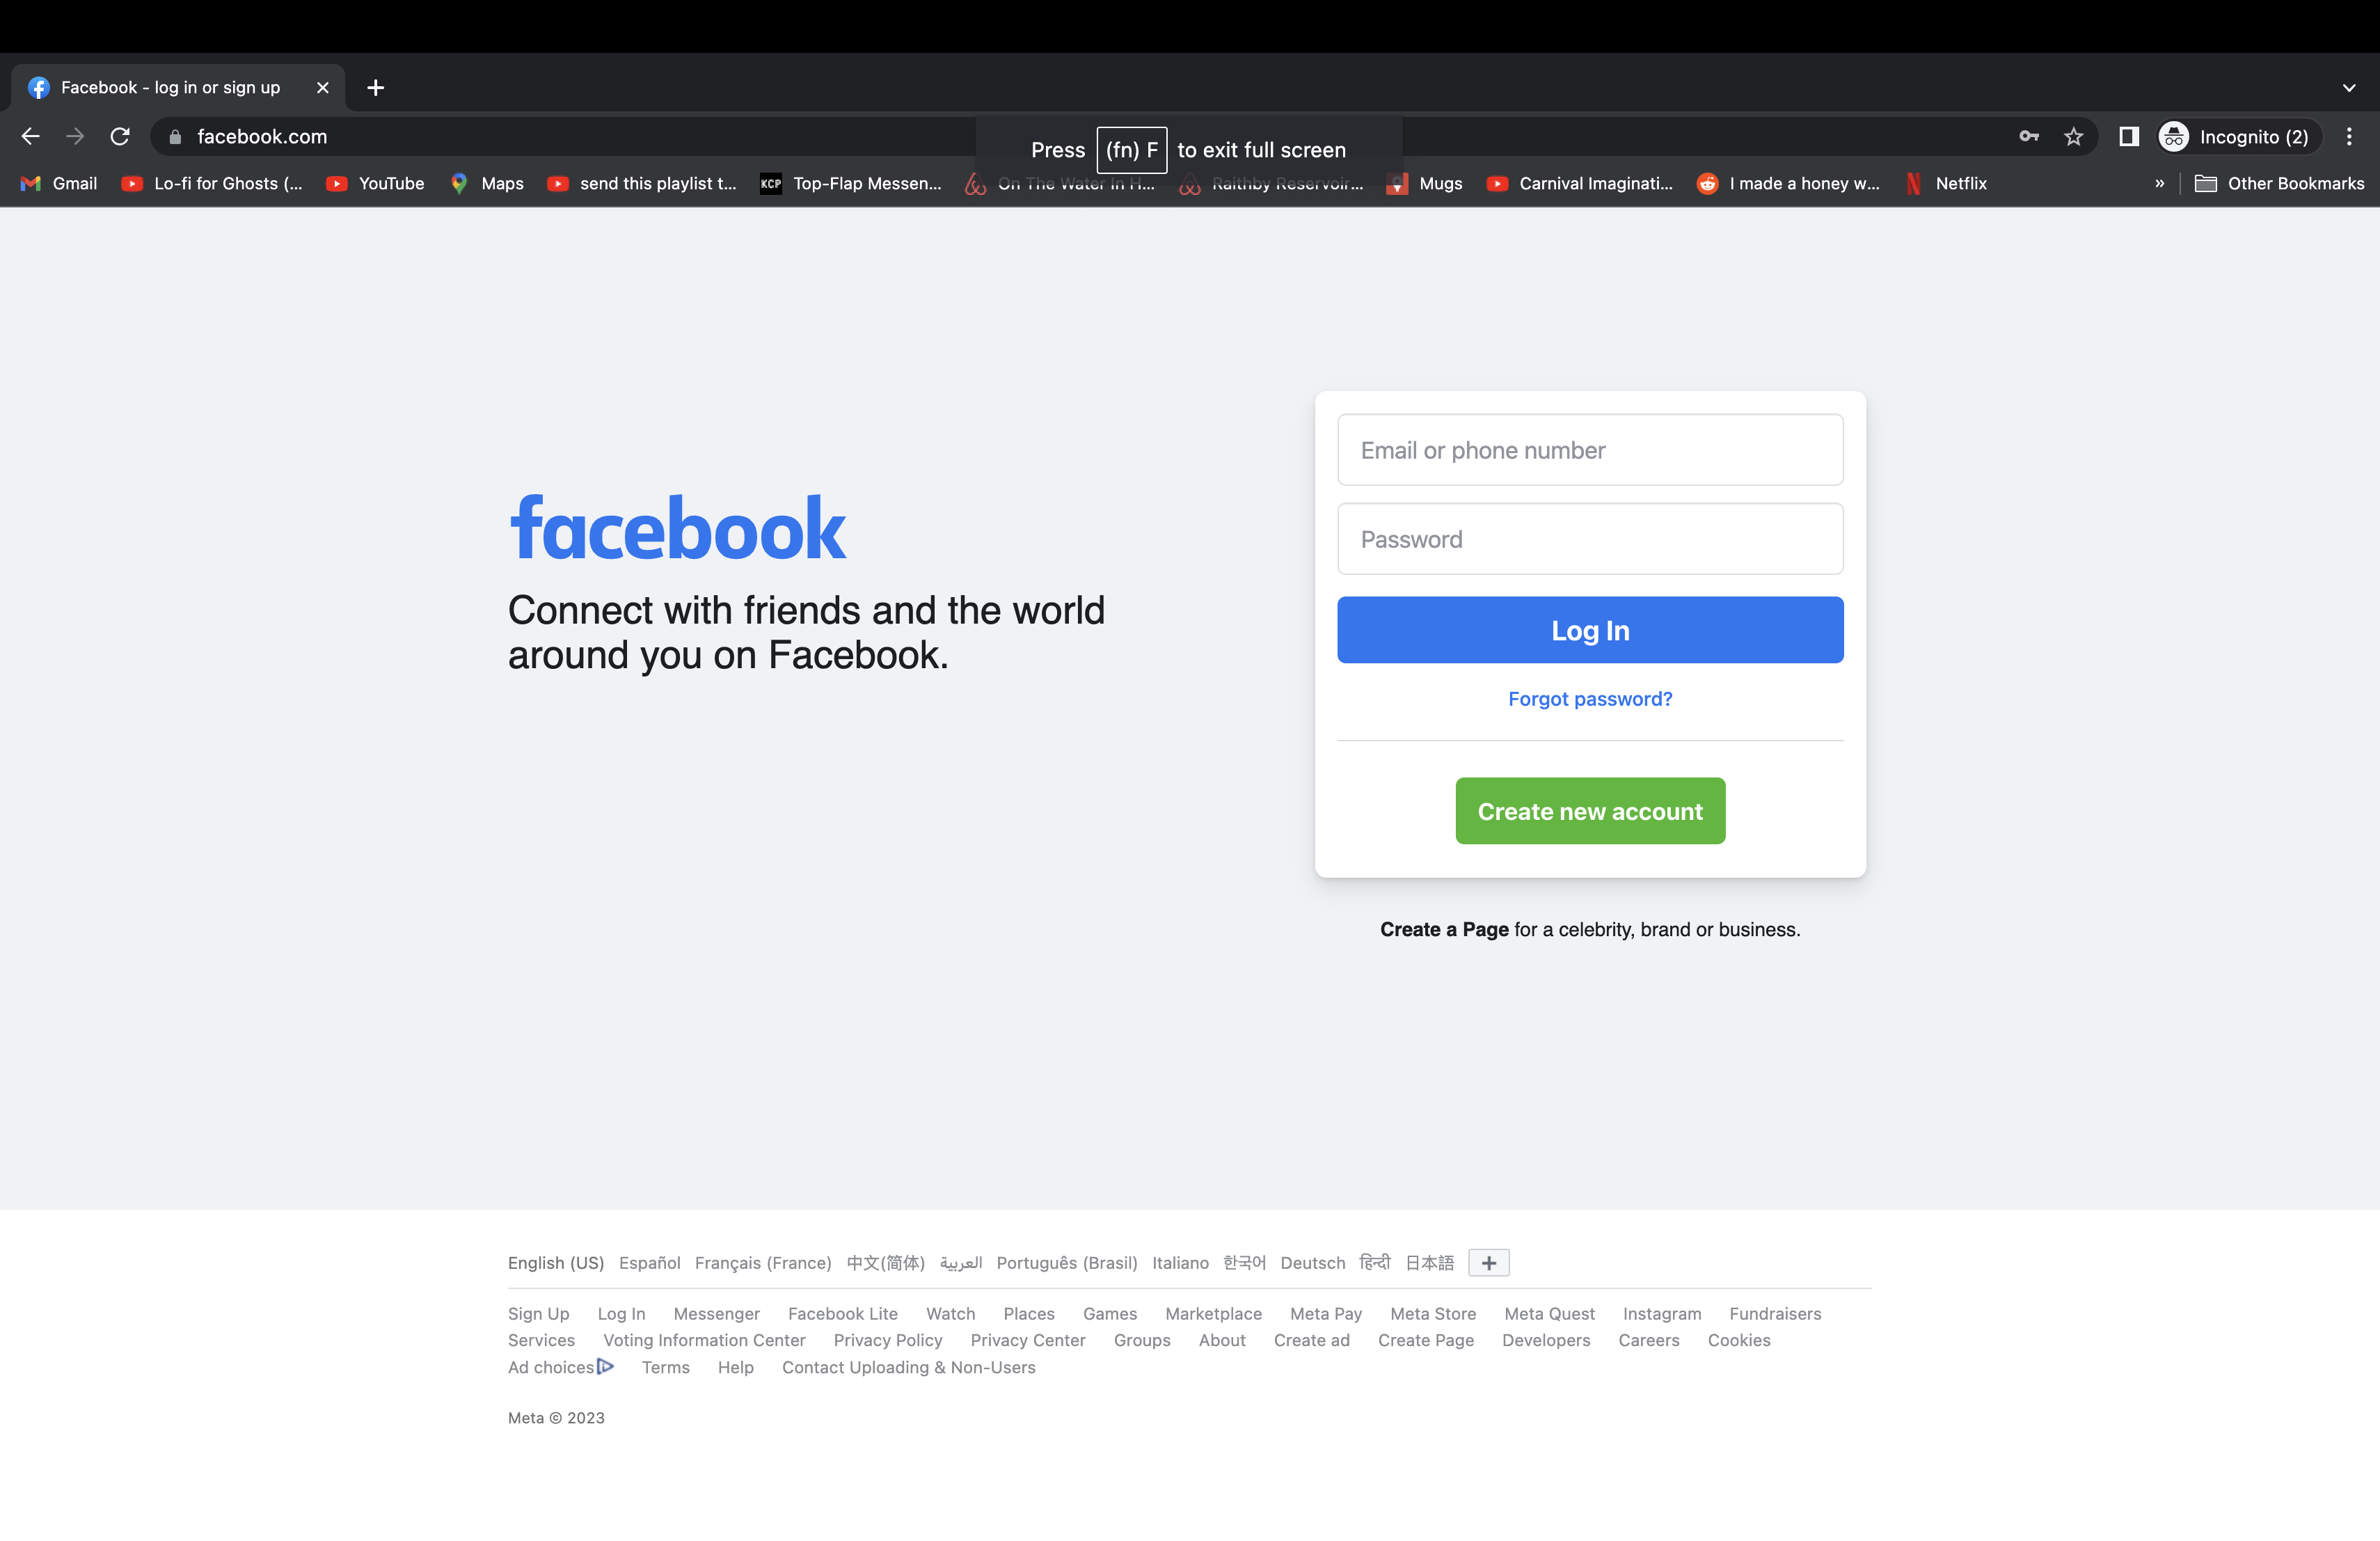 Facebook - log in or sign up
facebook.com
Press (fn) F to exit full screen
Incognito (2)
Gmail Lo-fi for Ghosts (... YouTube Maps send this playlist t... KCP Top-Flap Messen... On The Water In H... Raithby Reservoir... Mugs Carnival Imaginati... I made a honey w... Netflix » Other Bookmarks
facebook
Connect with friends and the world
around you on Facebook.
Email or phone number
Password
Log In
Forgot password?
Create new account
Create a Page for a celebrity, brand or business.
English (US) Español Français (France) 中文(简体) العربية Português (Brasil) Italiano 한국어 Deutsch हिन्दी 日本語 +
Sign Up Log In Messenger Facebook Lite Watch Places Games Marketplace Meta Pay Meta Store Meta Quest Instagram Fundraisers
Services Voting Information Center Privacy Policy Privacy Center Groups About Create ad Create Page Developers Careers Cookies
Ad choices Terms Help Contact Uploading & Non-Users
Meta © 2023